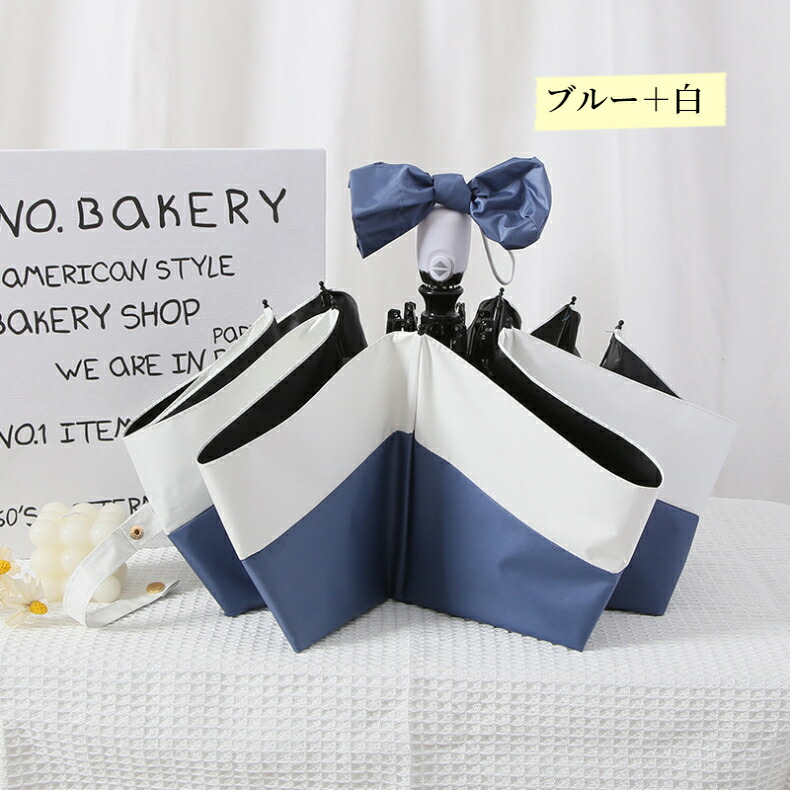 ブルー＋白
NO. BAKERY
AMERICAN STYLE
BAKERY SHOP
WE ARE IN
NO.1 ITEM